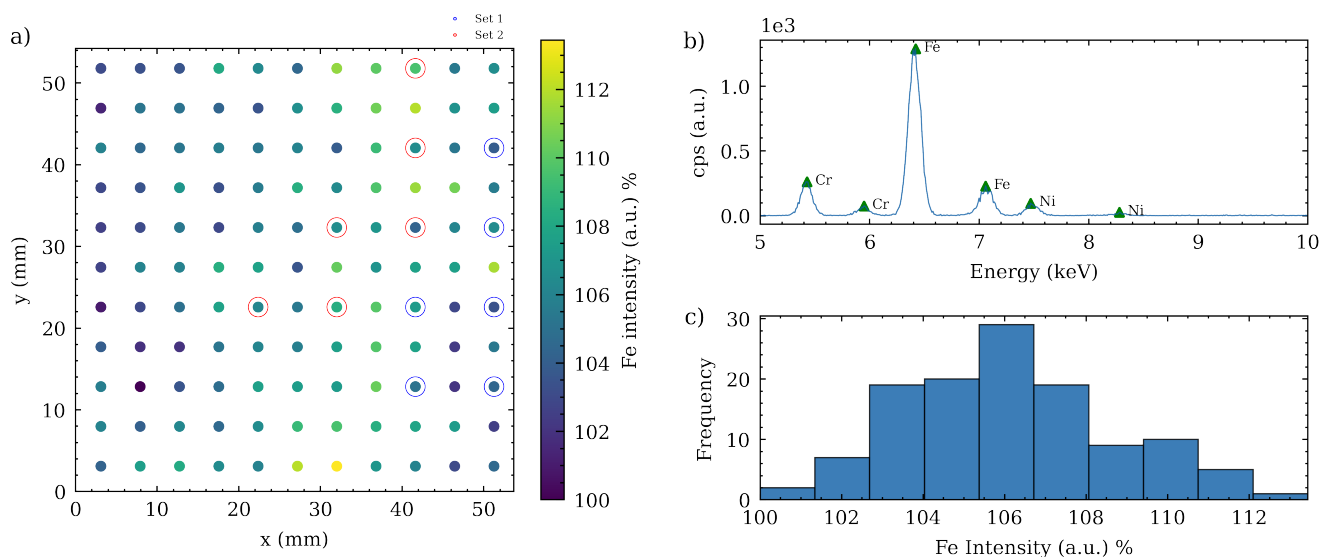 a)
Set 1
Set 2
50
40
30
20
10
0
y (mm)
0 10 20 30 40 50
x (mm)
112
110
108
106
104
102
100
Fe intensity (a.u.) %
b)
1e3
1.0
0.5
0.0
cps (a.u.)
Cr
Cr
Fe
Fe
Ni
Ni
5 6 7 8 9 10
Energy (keV)
c)
30
20
10
0
Frequency
100 102 104 106 108 110 112
Fe Intensity (a.u.) %